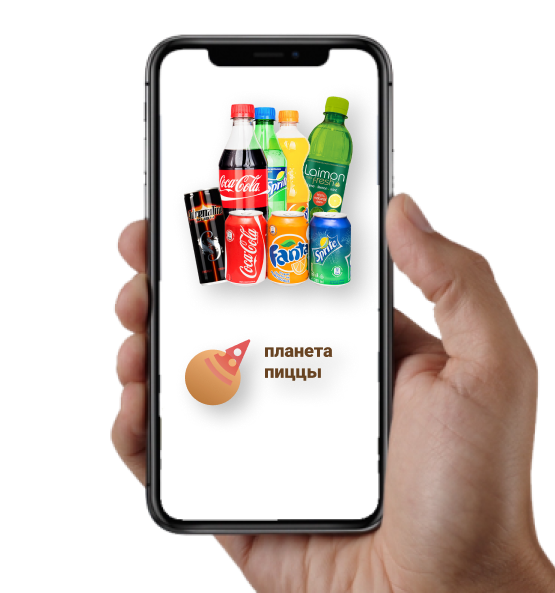 Coca-Cola
Sprite
Laimon
fresh
Coca-Cola
Fanta
Sprite
планета
пиццы